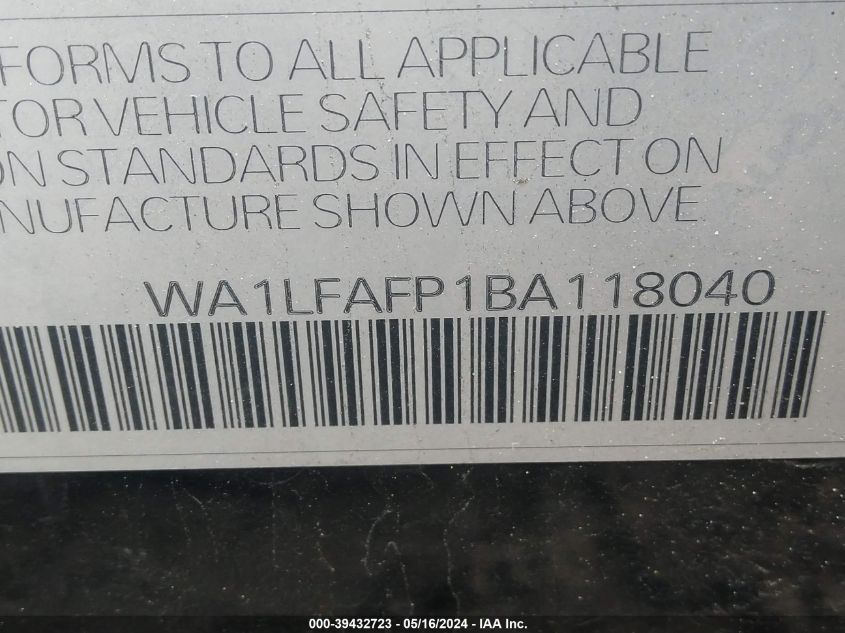 FORMS TO ALL APPLICABLE
TOR VEHICLE SAFETY AND
ON STANDARDS IN EFFECT ON
NUFACTURE SHOWN ABOVE
WA1LFAFP1BA118040
000-39432723 - 05/16/2024 - IAA Inc.